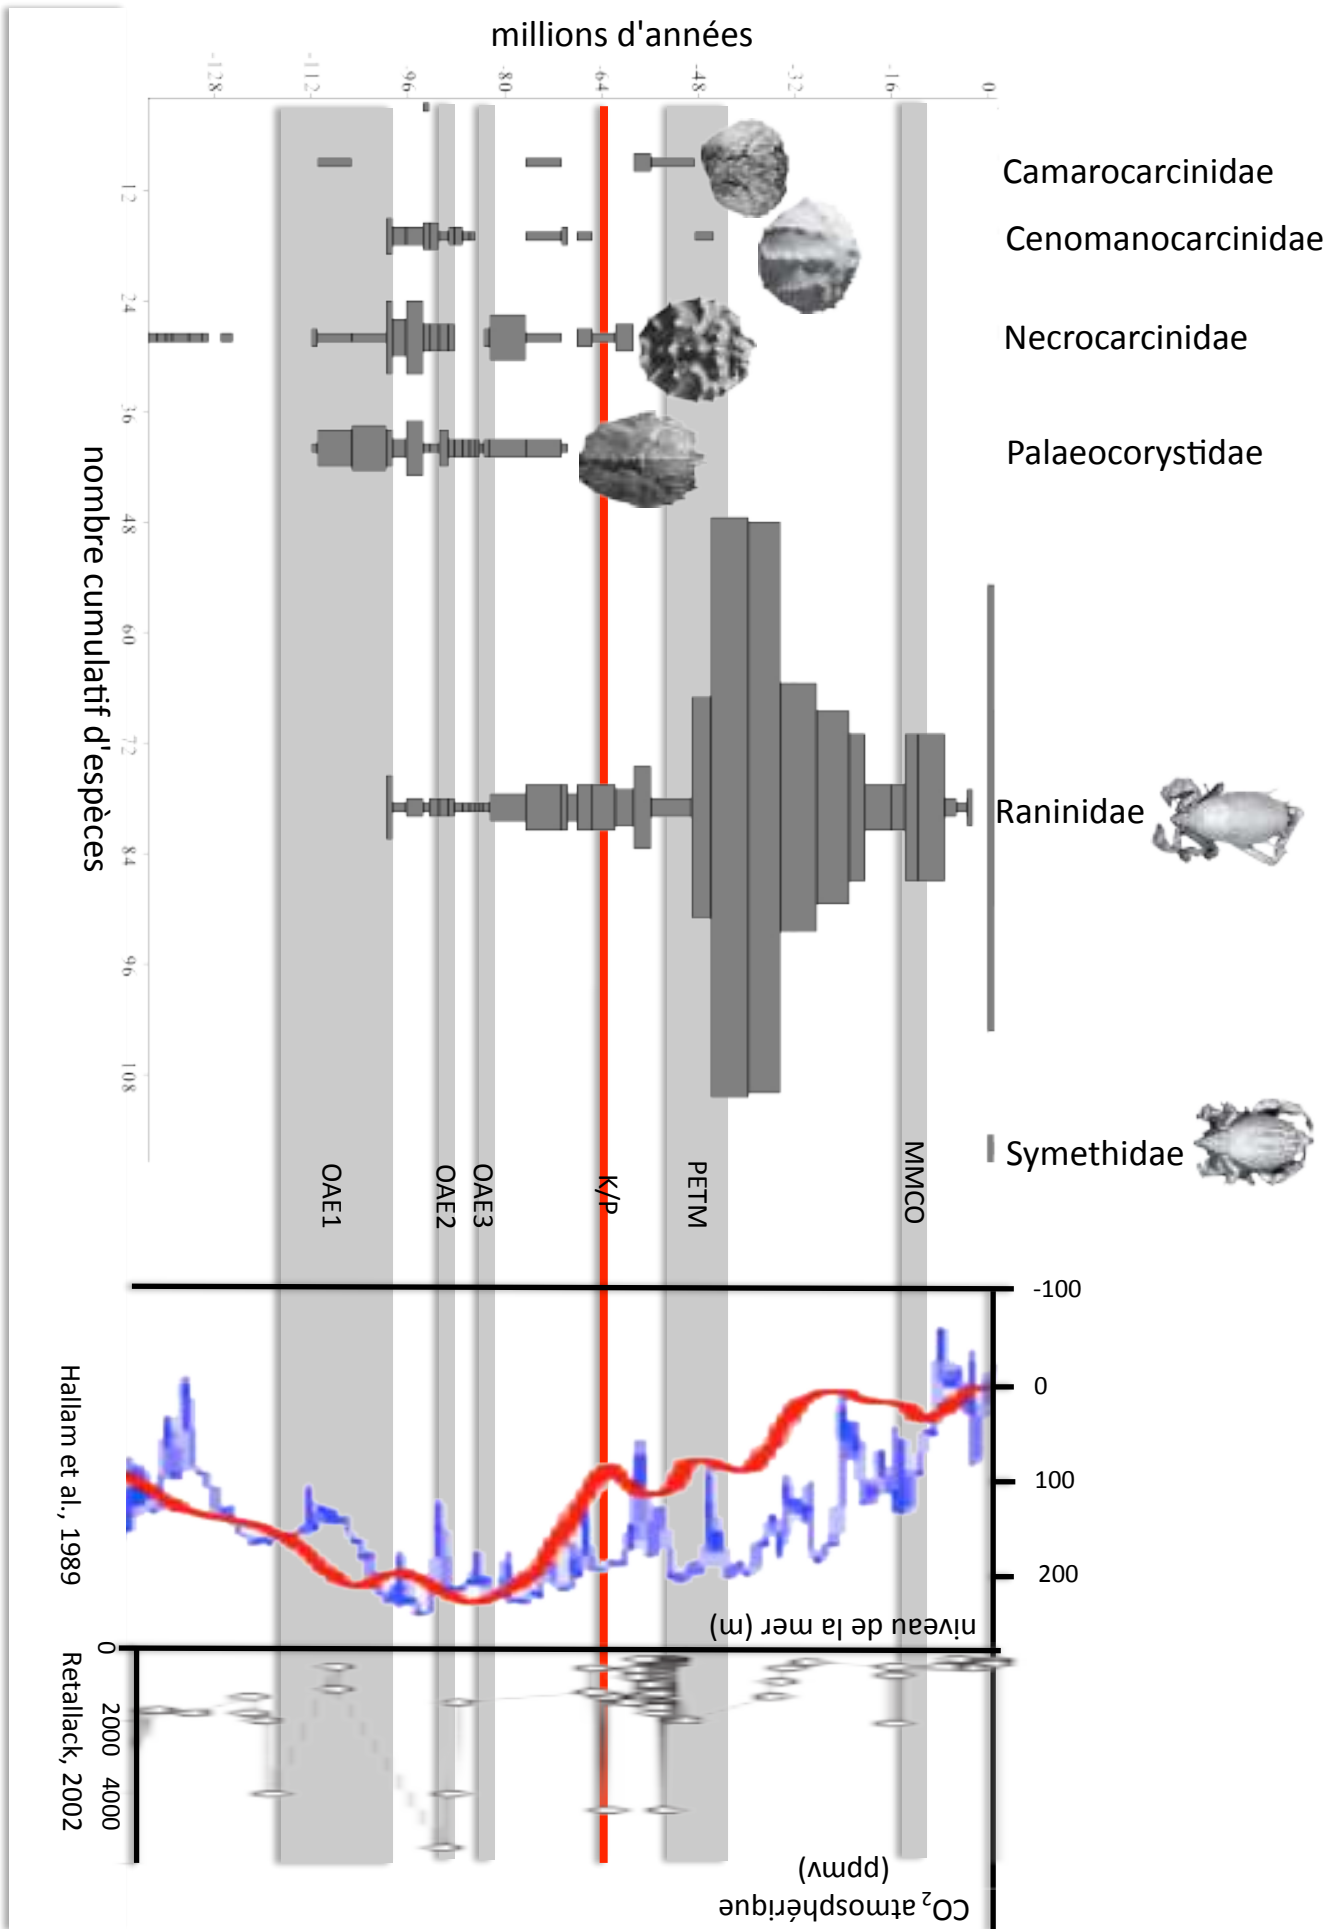 millions d'années
-128
-112
-96
-80
-64
-48
-32
-16
0
Camarocarcinidae
Cenomanocarcinidae
Necrocarcinidae
Palaeocorystidae
Raninidae
Symethidae
12
24
36
48
60
72
84
96
108
nombre cumulatif d'espèces
OAE1
OAE2
OAE3
K/P
PETM
MMCO
-100
0
100
200
niveau de la mer (m)
Hallam et al., 1989
0
2000
4000
Retallack, 2002
CO₂ atmosphérique
(ppmv)